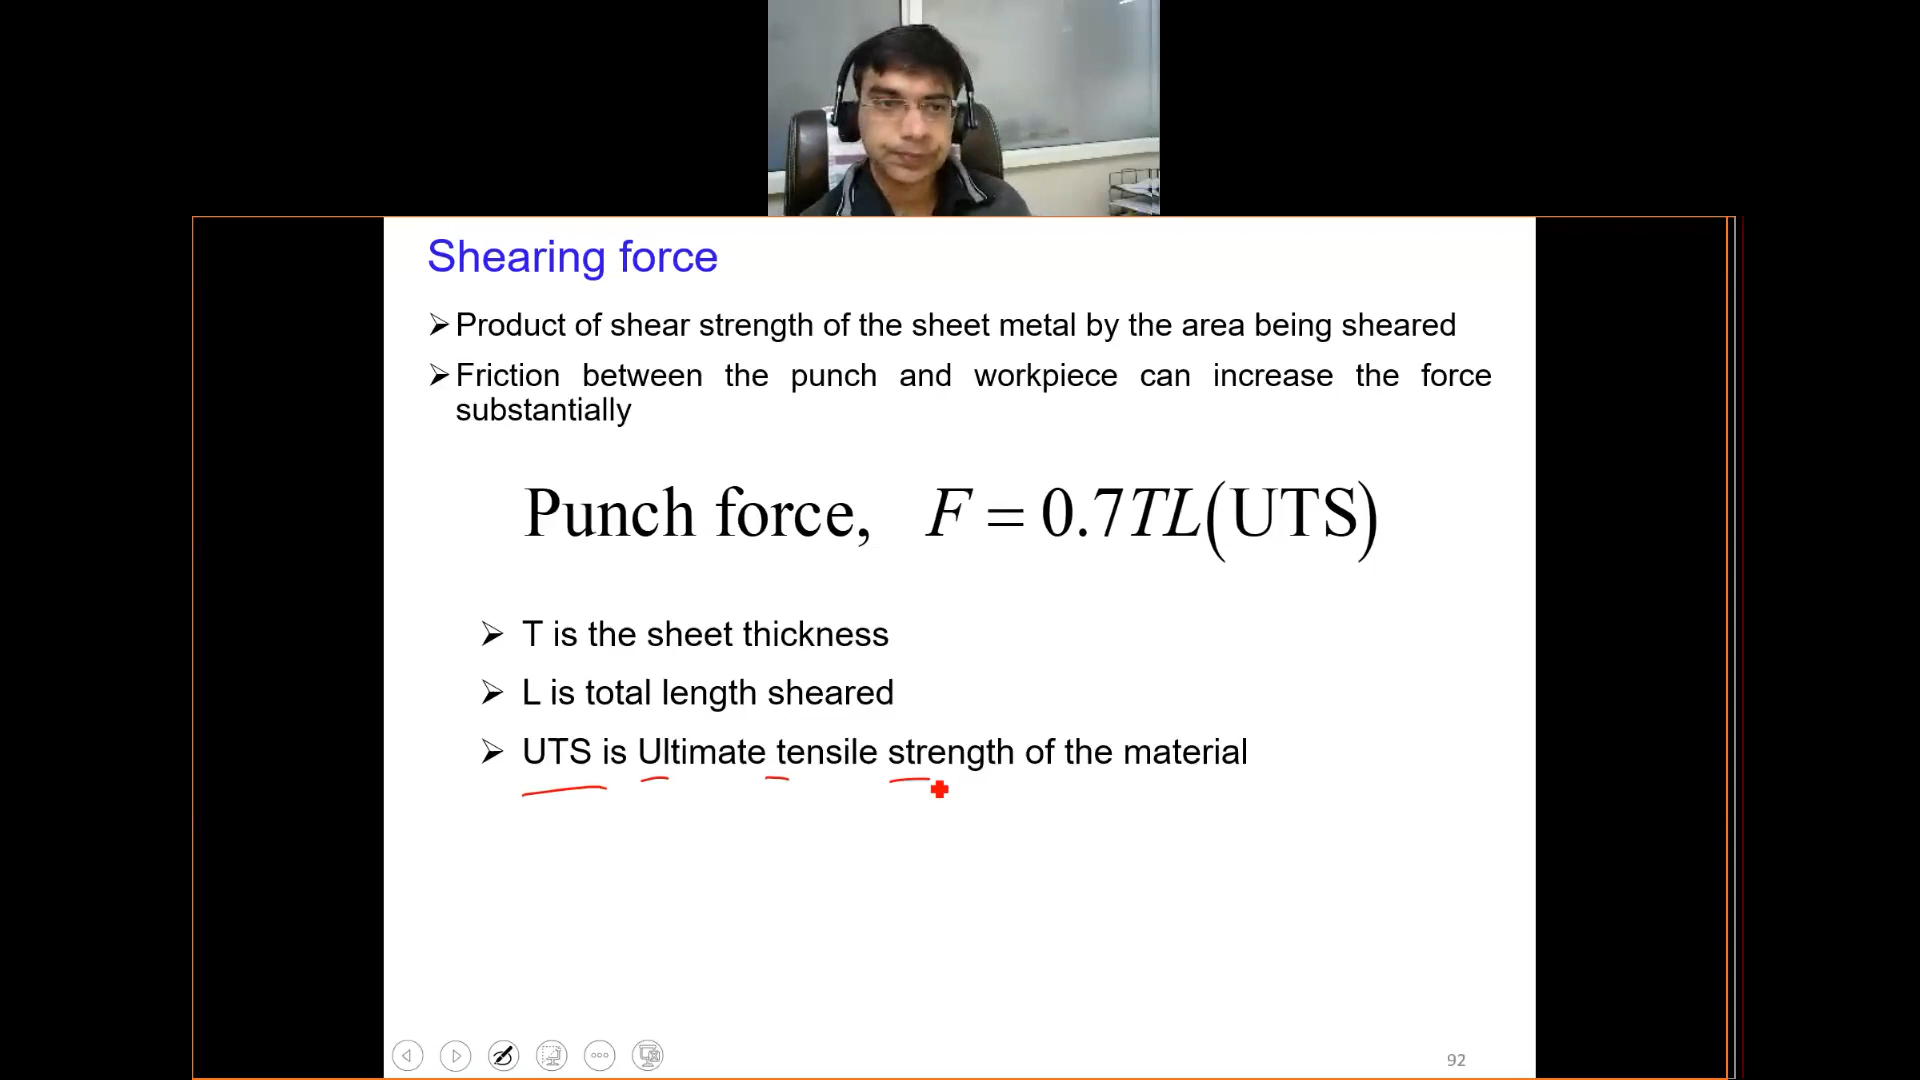 Shearing force
➢Product of shear strength of the sheet metal by the area being sheared
➢Friction between the punch and workpiece can increase the force
substantially
Punch force, F = 0.7TL(UTS)
➢ T is the sheet thickness
➢ L is total length sheared
➢ UTS is Ultimate tensile strength of the material
92